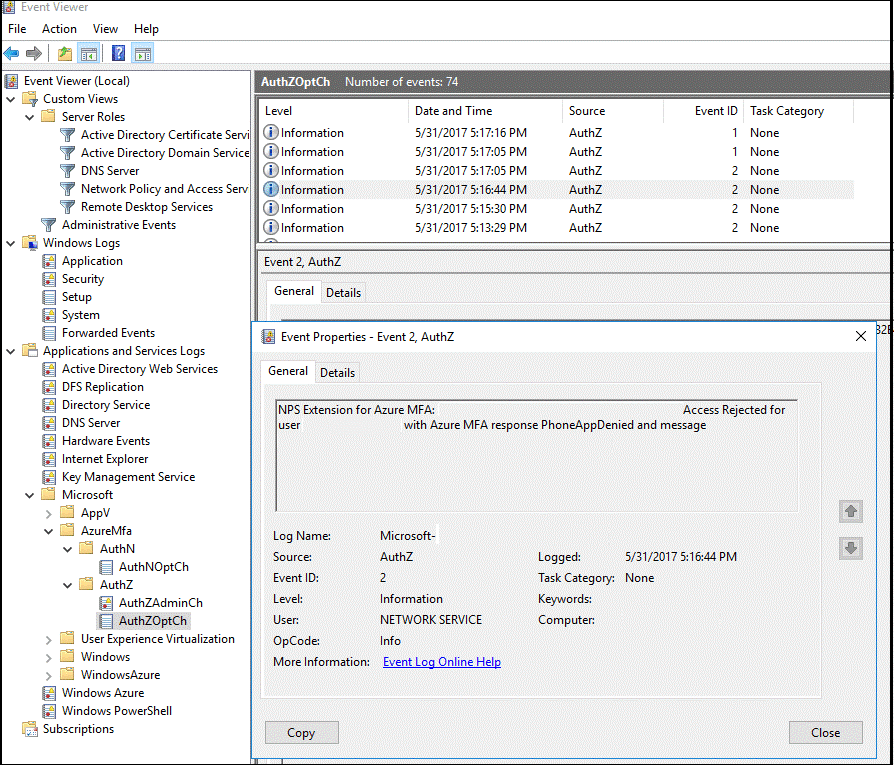 Event Viewer
File Action View Help
Event Viewer (Local)
Custom Views
Server Roles
Active Directory Certificate Servi
Active Directory Domain Service
DNS Server
Network Policy and Access Serv
Remote Desktop Services
Administrative Events
Windows Logs
Application
Security
Setup
System
Forwarded Events
Applications and Services Logs
Active Directory Web Services
DFS Replication
Directory Service
DNS Server
Hardware Events
Internet Explorer
Key Management Service
Microsoft
AppV
AzureMfa
AuthN
AuthNOptCh
AuthZ
AuthZAdminCh
AuthZOptCh
User Experience Virtualization
Windows
WindowsAzure
Windows Azure
Windows PowerShell
Subscriptions
AuthZOptCh Number of events: 74
Level Date and Time Source Event ID Task Category
Information 5/31/2017 5:17:16 PM AuthZ 1 None
Information 5/31/2017 5:17:05 PM AuthZ 1 None
Information 5/31/2017 5:17:05 PM AuthZ 2 None
Information 5/31/2017 5:16:44 PM AuthZ 2 None
Information 5/31/2017 5:15:30 PM AuthZ 2 None
Information 5/31/2017 5:13:29 PM AuthZ 2 None
Event 2, AuthZ
General Details
Event Properties - Event 2, AuthZ
General Details
NPS Extension for Azure MFA: Access Rejected for
user with Azure MFA response PhoneAppDenied and message
Log Name: Microsoft-
Source: AuthZ Logged: 5/31/2017 5:16:44 PM
Event ID: 2 Task Category: None
Level: Information Keywords:
User: NETWORK SERVICE Computer:
OpCode: Info
More Information: Event Log Online Help
Copy Close